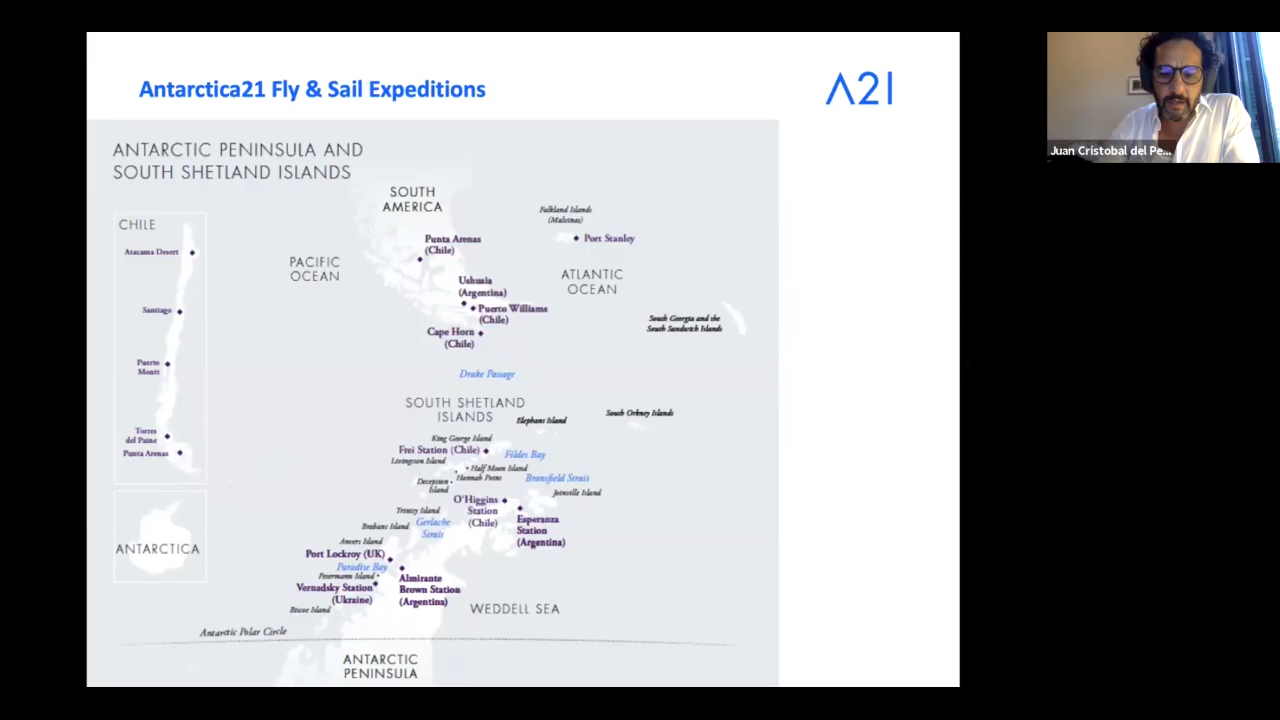 Antarctica21 Fly & Sail Expeditions
Λ21
Juan Cristobal del Pe...
ANTARCTIC PENINSULA AND
SOUTH SHETLAND ISLANDS
SOUTH
AMERICA
CHILE
Atacama Desert
Santiago
Puerto
Montt
Torres
del Paine
Punta Arenas
ANTARCTICA
Falkland Islands
(Malvinas)
Port Stanley
Punta Arenas
(Chile)
PACIFIC
OCEAN
ATLANTIC
OCEAN
Ushuaia
(Argentina)
Puerto Williams
(Chile)
Cape Horn
(Chile)
South Georgia and the
South Sandwich Islands
Drake Passage
SOUTH SHETLAND
ISLANDS
Elephant Island
South Orkney Islands
King George Island
Frei Station (Chile)
Fildes Bay
Livingston Island
Half Moon Island
Hannah Point
Deception
Island
Bransfield Strait
Joinville Island
O'Higgins
Station
(Chile)
Trinity Island
Esperanza
Station
(Argentina)
Gerlache
Strait
Brabant Island
Anvers Island
Port Lockroy (UK)
Paradise Bay
Petermann Island
Vernadsky Station
(Ukraine)
Almirante
Brown Station
(Argentina)
Biscoe Island
WEDDELL SEA
Antarctic Polar Circle
ANTARCTIC
PENINSULA